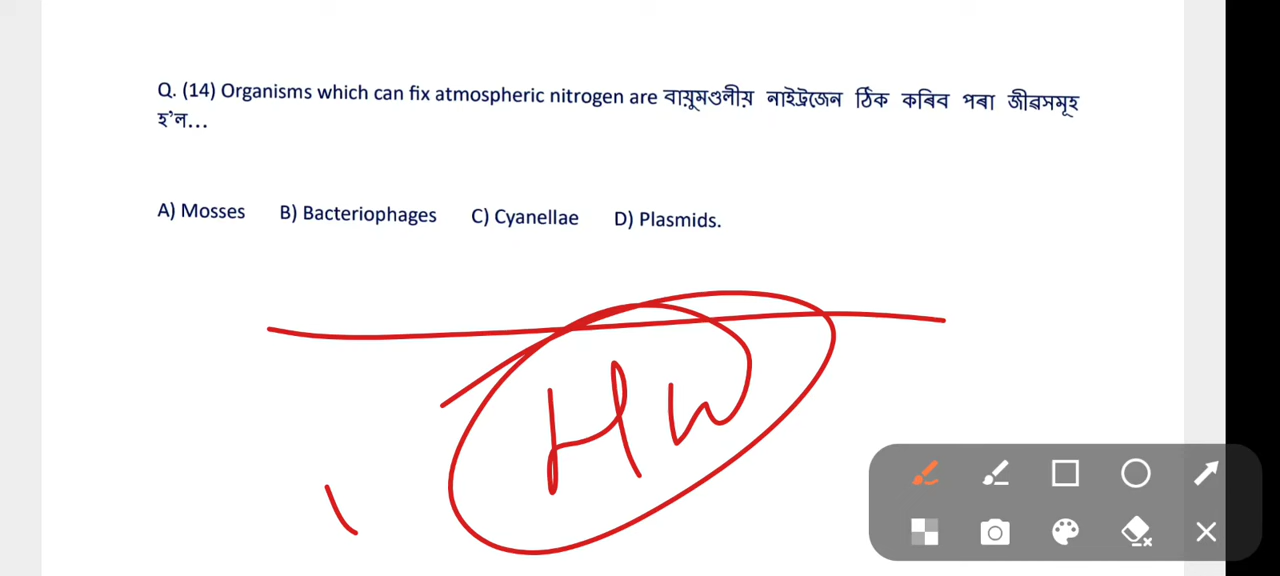 Q. (14) Organisms which can fix atmospheric nitrogen are বায়ুমণ্ডলীয় নাইট্ৰজেন ঠিক কৰিব পৰা জীৱসমূহ
হ’ল...
A) Mosses B) Bacteriophages C) Cyanellae D) Plasmids.
HW